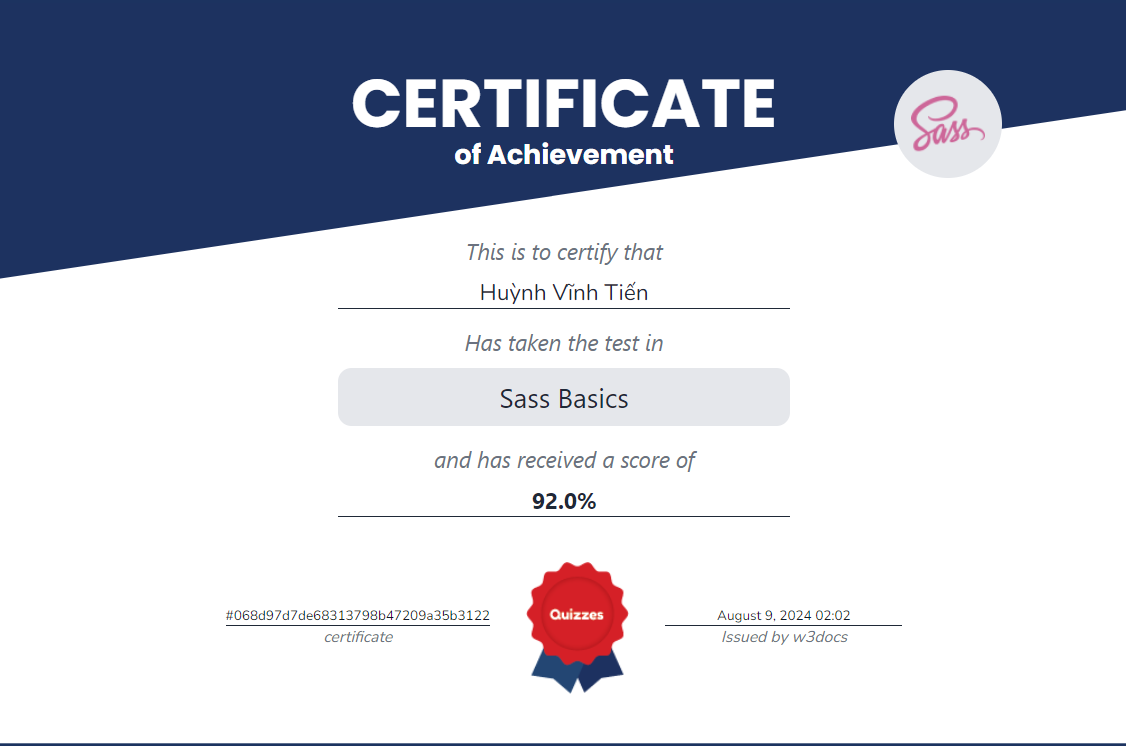 CERTIFICATE
of Achievement
Sass
This is to certify that
Huỳnh Vĩnh Tiến
Has taken the test in
Sass Basics
and has received a score of
92.0%
#068d97d7de68313798b47209a35b3122
certificate
Quizzes
August 9, 2024 02:02
Issued by w3docs